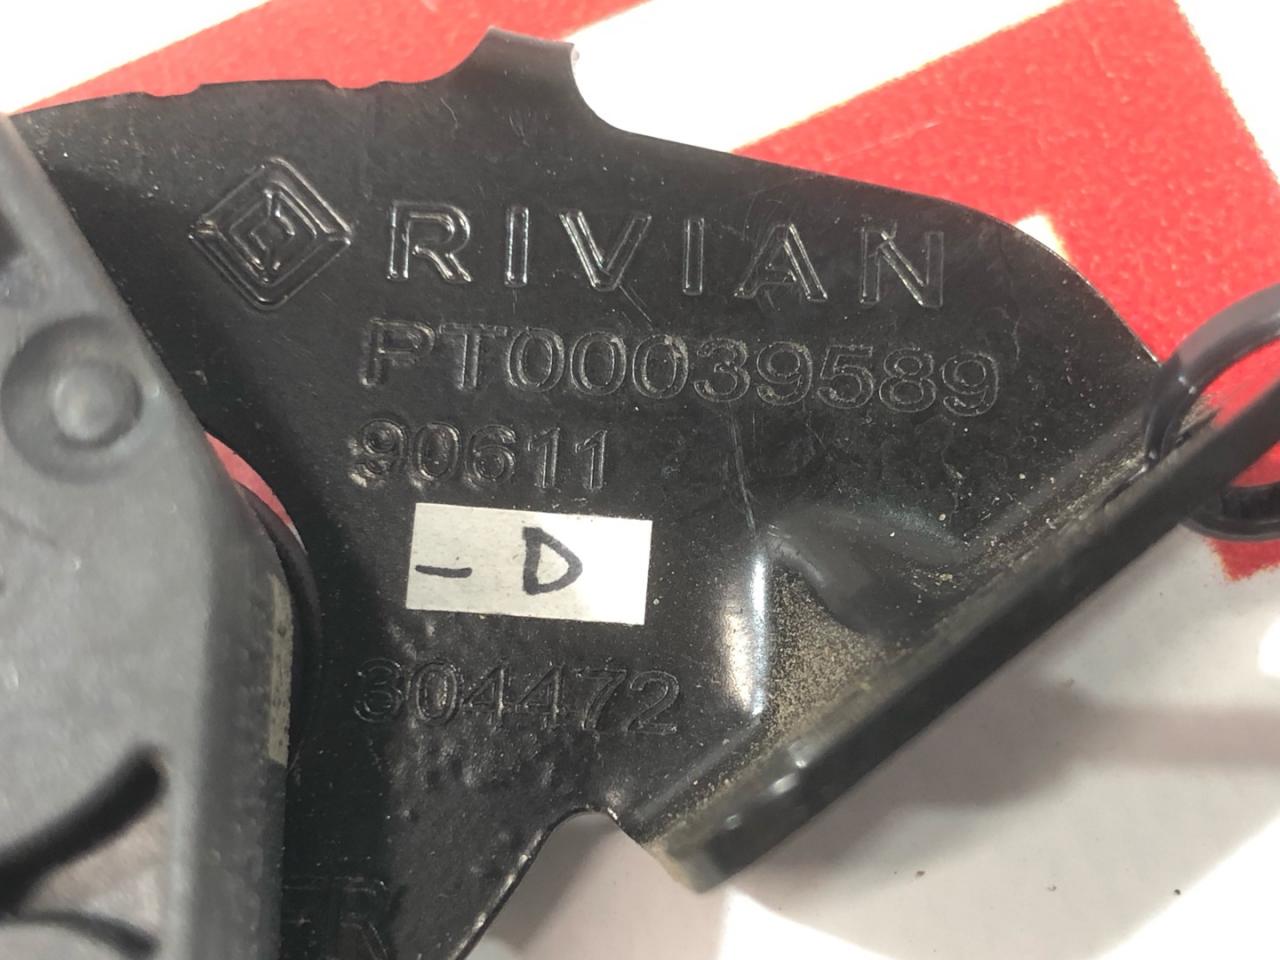 RIVIAN
PT00039589
90611
- D
304472